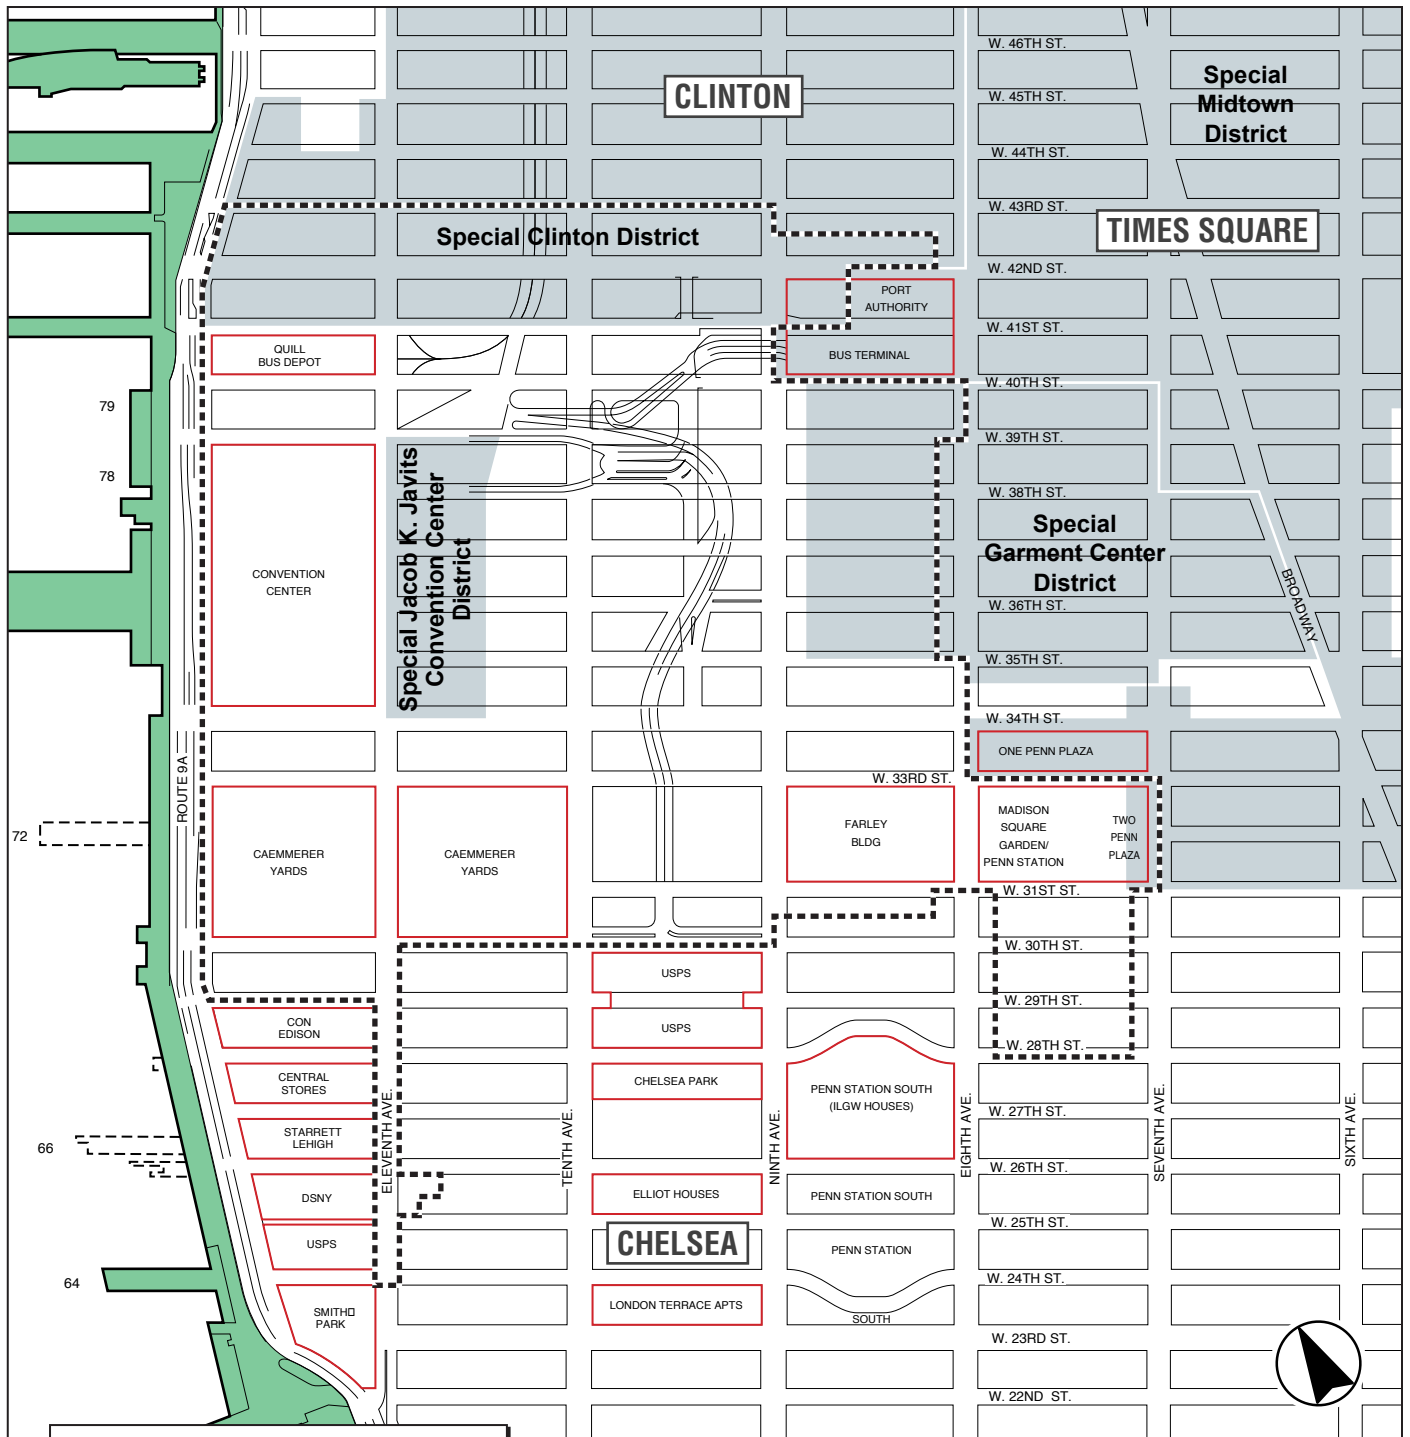 W. 46TH ST.
CLINTON
Special
Midtown
District
W. 45TH ST.
W. 44TH ST.
W. 43RD ST.
Special Clinton District
TIMES SQUARE
W. 42ND ST.
PORT
AUTHORITY
W. 41ST ST.
QUILL
BUS DEPOT
BUS TERMINAL
W. 40TH ST.
79
W. 39TH ST.
78
Special Jacob K. Javits
Convention Center
District
W. 38TH ST.
Special
Garment Center
District
CONVENTION
CENTER
BROADWAY
W. 36TH ST.
W. 35TH ST.
W. 34TH ST.
ONE PENN PLAZA
ROUTE 9A
W. 33RD ST.
72
CAEMMERER
YARDS
CAEMMERER
YARDS
FARLEY
BLDG
MADISON
SQUARE
GARDEN/
PENN STATION
TWO
PENN
PLAZA
W. 31ST ST.
W. 30TH ST.
USPS
W. 29TH ST.
CON
EDISON
USPS
W. 28TH ST.
CENTRAL
STORES
CHELSEA PARK
PENN STATION SOUTH
(ILGW HOUSES)
W. 27TH ST.
ELEVENTH AVE.
TENTH AVE.
NINTH AVE.
EIGHTH AVE.
SEVENTH AVE.
SIXTH AVE.
66
STARRETT
LEHIGH
W. 26TH ST.
DSNY
ELLIOT HOUSES
PENN STATION SOUTH
W. 25TH ST.
USPS
CHELSEA
PENN STATION
64
W. 24TH ST.
SMITH
PARK
LONDON TERRACE APTS
SOUTH
W. 23RD ST.
W. 22ND ST.